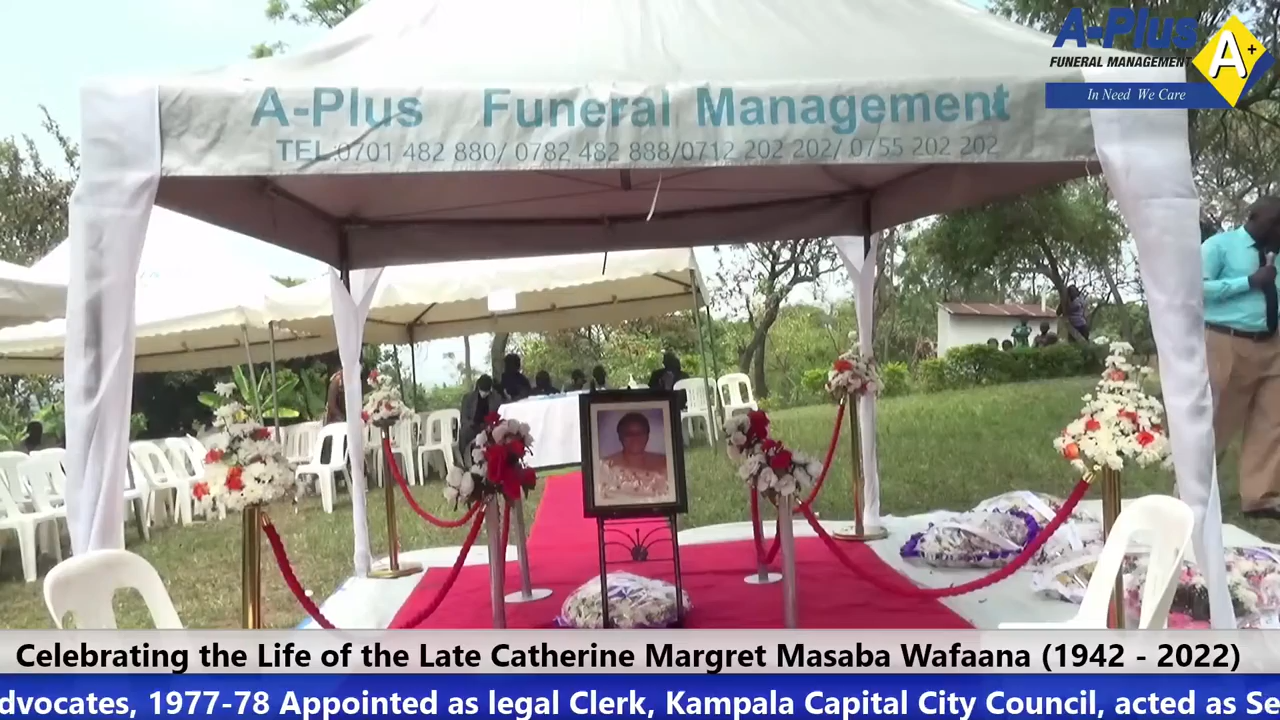 A-Plus
FUNERAL MANAGEMENT
A+
In Need We Care
A-Plus Funeral Management
TEL:0701 482 880/ 0782 482 888/0712 202 202/ 0755 202 202
Celebrating the Life of the Late Catherine Margret Masaba Wafaana (1942 - 2022)
dvocates, 1977-78 Appointed as legal Clerk, Kampala Capital City Council, acted as Se